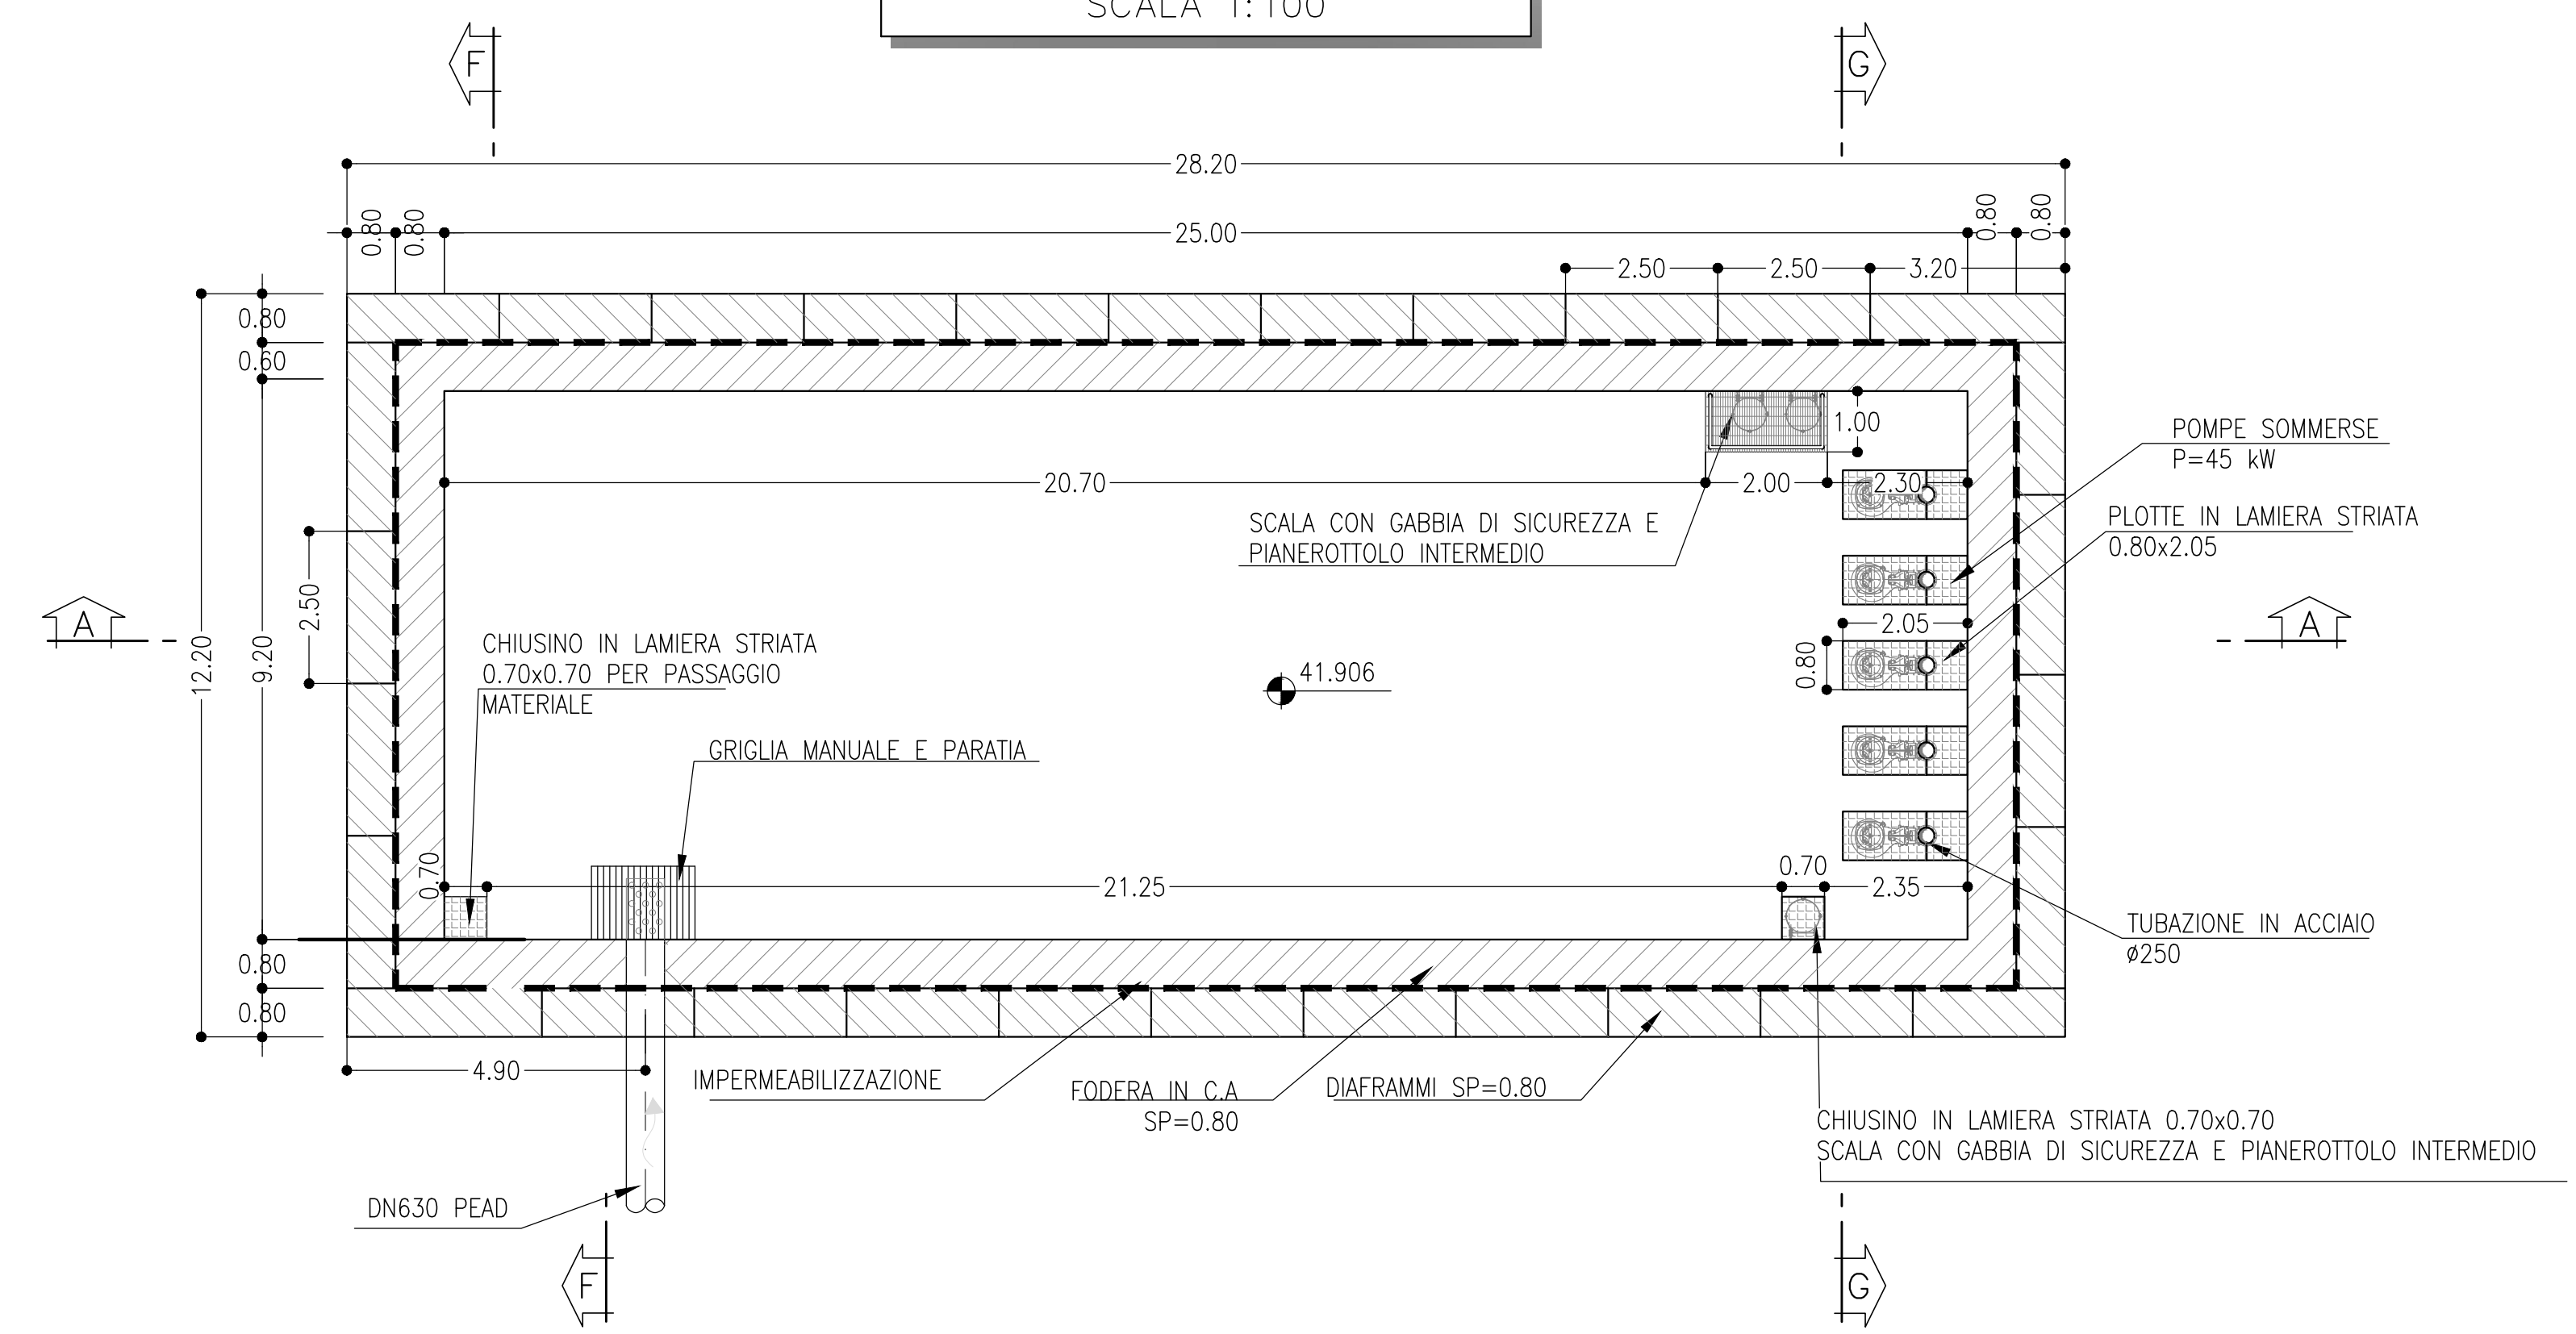 SCALA 1:100
F
G
28.20
0.80
0.80
25.00
0.80
0.80
2.50
2.50
3.20
0.80
0.60
1.00
POMPE SOMMERSE
P=45 kW
20.70
2.00
2.30
SCALA CON GABBIA DI SICUREZZA E
PIANEROTTOLO INTERMEDIO
PLOTTE IN LAMIERA STRIATA
0.80x2.05
2.50
A
12.20
9.20
CHIUSINO IN LAMIERA STRIATA
0.70x0.70 PER PASSAGGIO
MATERIALE
41.906
2.05
0.80
A
GRIGLIA MANUALE E PARATIA
0.70
21.25
0.70
2.35
TUBAZIONE IN ACCIAIO
ø250
0.80
0.80
4.90
IMPERMEABILIZZAZIONE
FODERA IN C.A
SP=0.80
DIAFRAMMI SP=0.80
CHIUSINO IN LAMIERA STRIATA 0.70x0.70
SCALA CON GABBIA DI SICUREZZA E PIANEROTTOLO INTERMEDIO
DN630 PEAD
F
G